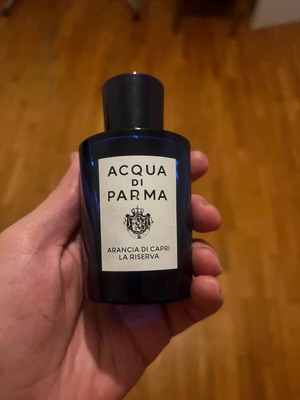 ACQUA
DI
PARMA
ARANCIA DI CAPRI
LA RISERVA